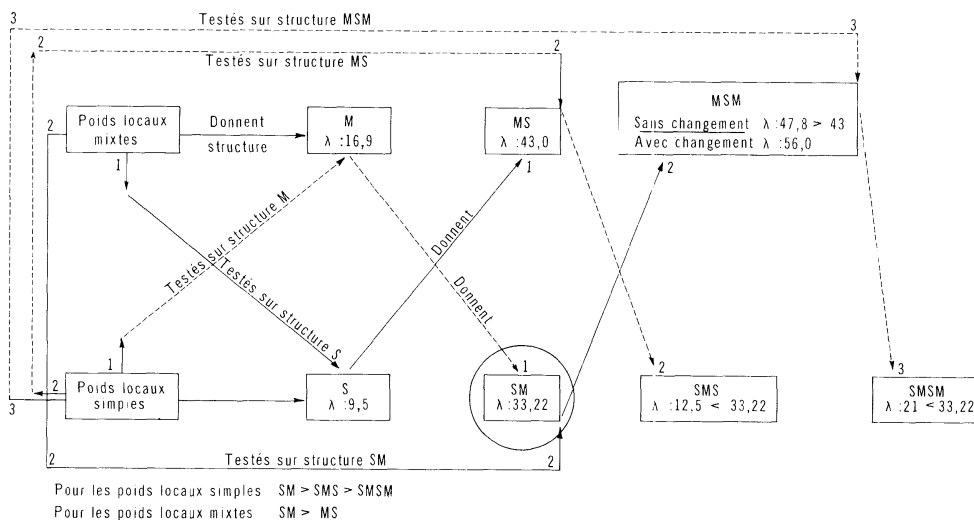 3
Testés sur structure MSM
3
2
Testés sur structure MS
2
2
Poids locaux
mixtes
Donnent
structure
M
λ :16,9
MS
λ :43,0
MSM
Sans changement λ :47,8 > 43
Avec changement λ :56,0
1
1
2
Testés sur structure M
Testés sur structure S
Donnent
Donnent
1
1
2
3
2
3
Poids locaux
simples
S
λ :9,5
SM
λ :33,22
SMS
λ :12,5 < 33,22
SMSM
λ :21 < 33,22
2
Testés sur structure SM
2
Pour les poids locaux simples SM > SMS > SMSM
Pour les poids locaux mixtes SM > MS